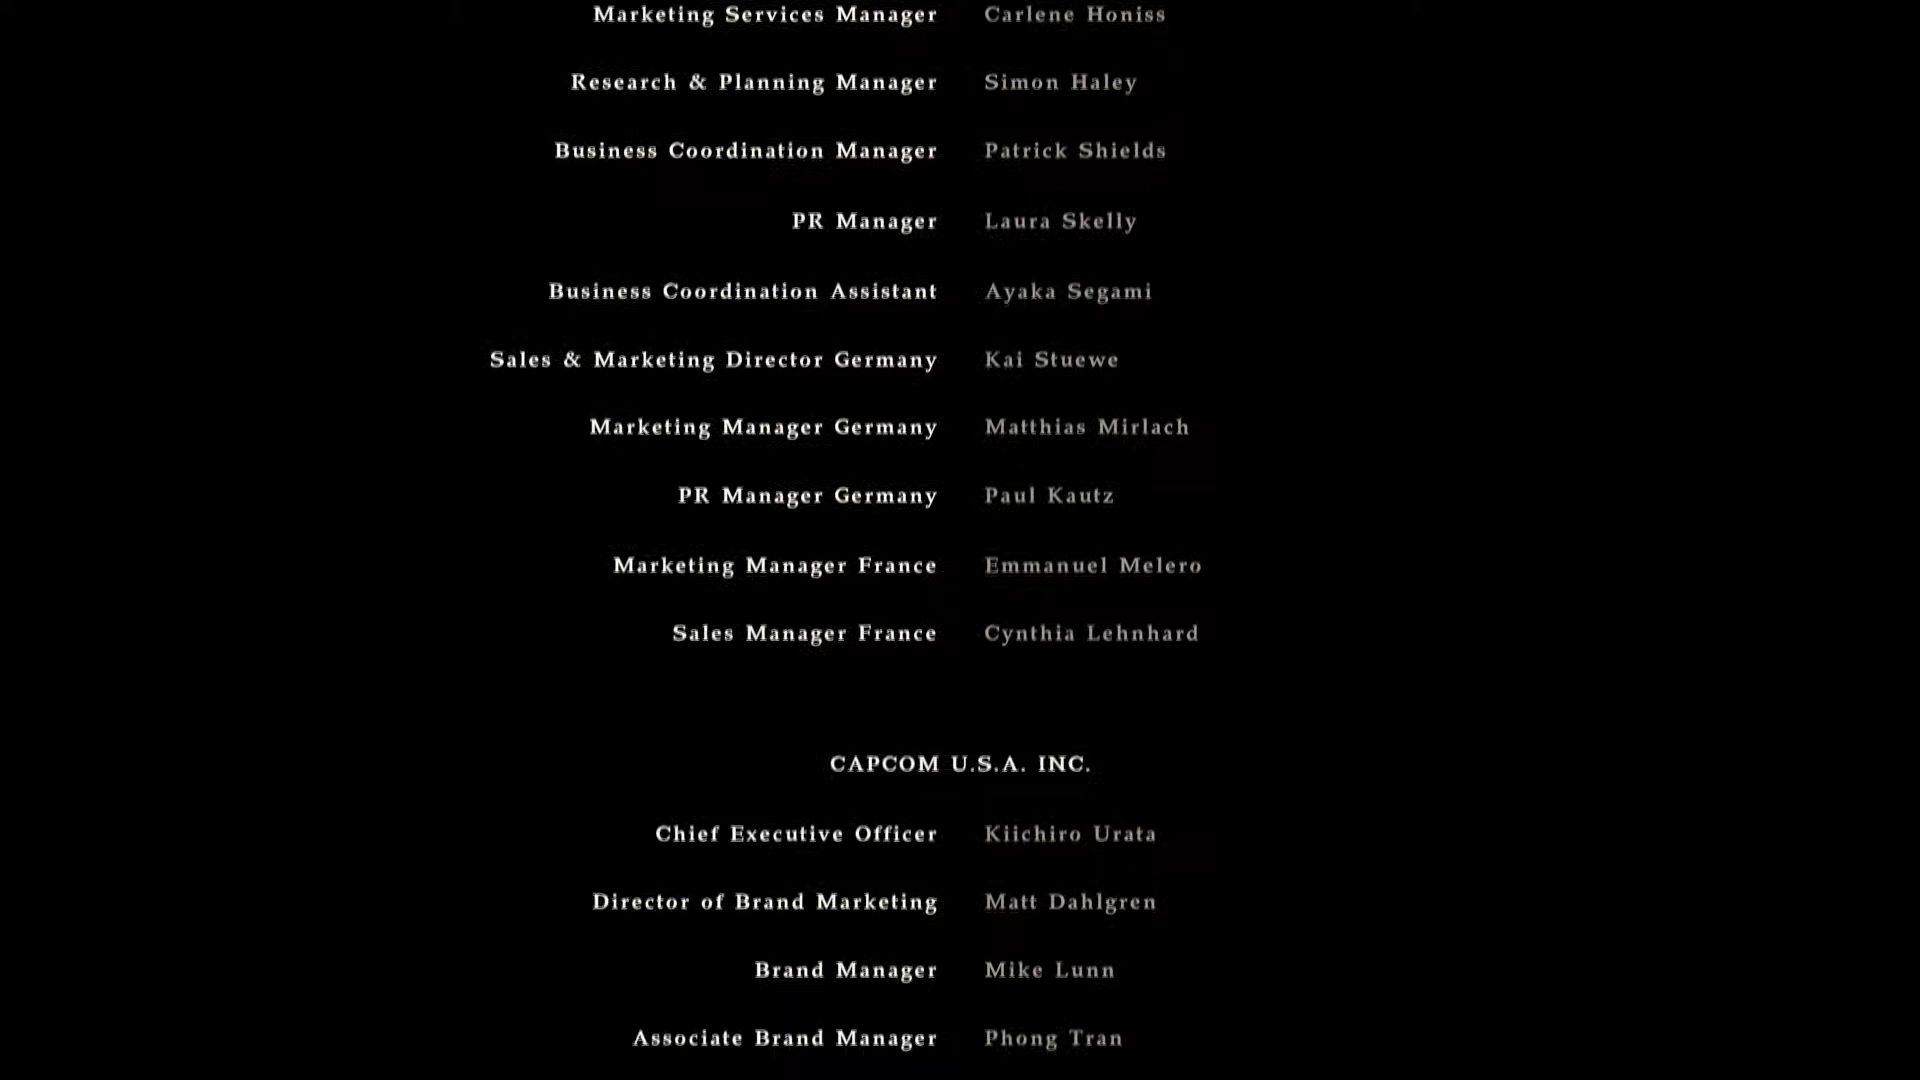 Marketing Services Manager Carlene Honiss
Research & Planning Manager Simon Haley
Business Coordination Manager Patrick Shields
PR Manager Laura Skelly
Business Coordination Assistant Ayaka Segami
Sales & Marketing Director Germany Kai Stuewe
Marketing Manager Germany Matthias Mirlach
PR Manager Germany Paul Kautz
Marketing Manager France Emmanuel Melero
Sales Manager France Cynthia Lehnhard
CAPCOM U.S.A. INC.
Chief Executive Officer Kiichiro Urata
Director of Brand Marketing Matt Dahlgren
Brand Manager Mike Lunn
Associate Brand Manager Phong Tran